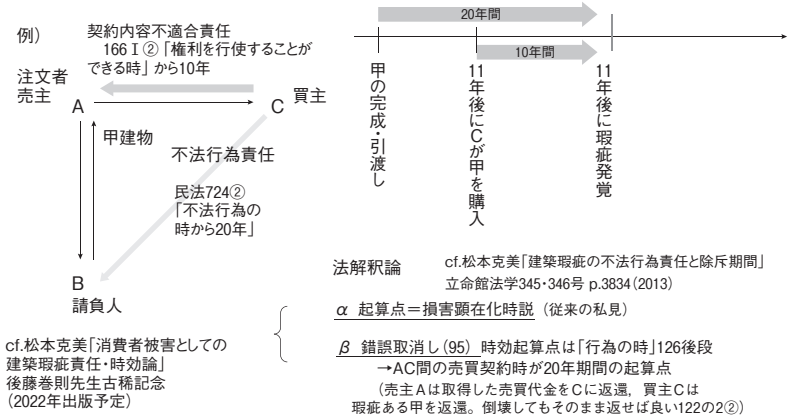 例)
契約内容不適合責任
166Ⅰ②「権利を行使することが
できる時」から10年
注文者
売主
A
C
買主
甲建物
不法行為責任
民法724②
「不法行為の
時から20年」
B
請負人
cf.松本克美「消費者被害としての
建築瑕疵責任・時効論」
後藤巻則先生古稀記念
(2022年出版予定)
20年間
10年間
甲の完成・引渡し
11年後にCが甲を購入
11年後に瑕疵発覚
法解釈論
cf.松本克美「建築瑕疵の不法行為責任と除斥期間」
立命館法学345・346号 p.3834(2013)
α 起算点=損害顕在化時説(従来の私見)
β 錯誤取消し(95) 時効起算点は「行為の時」126後段
→AC間の売買契約時が20年期間の起算点
(売主Aは取得した売買代金をCに返還，買主Cは
瑕疵ある甲を返還。倒壊してもそのまま返せば良い122の2②)